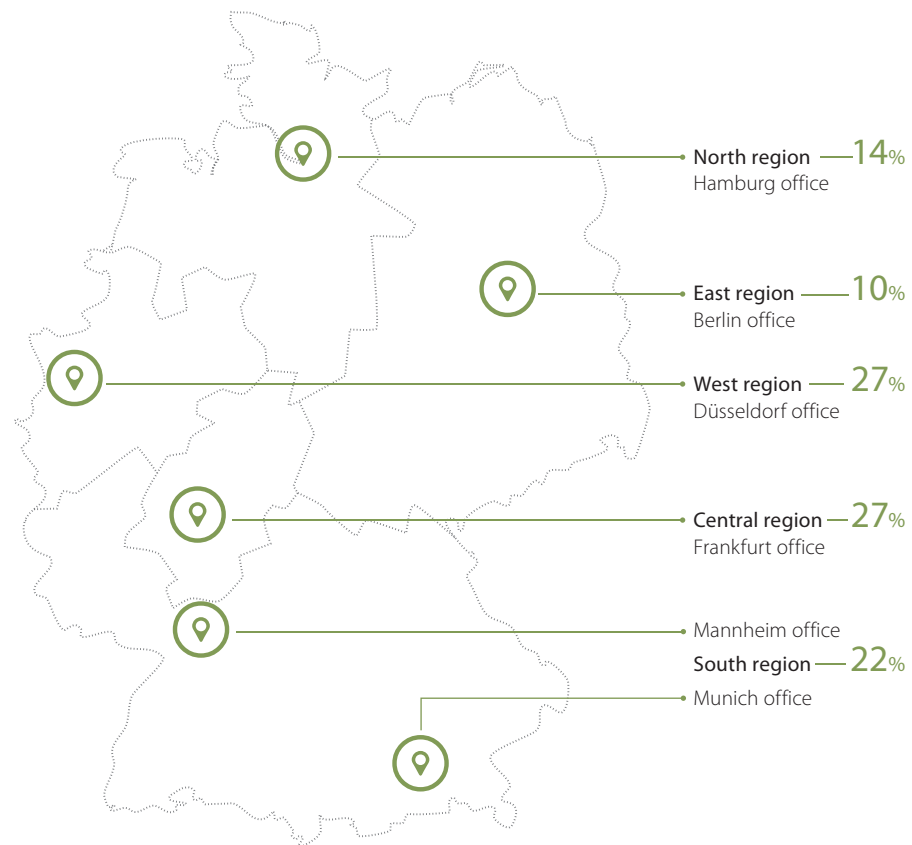 North region 14%
Hamburg office
East region 10%
Berlin office
West region 27%
Düsseldorf office
Central region 27%
Frankfurt office
Mannheim office
South region 22%
Munich office